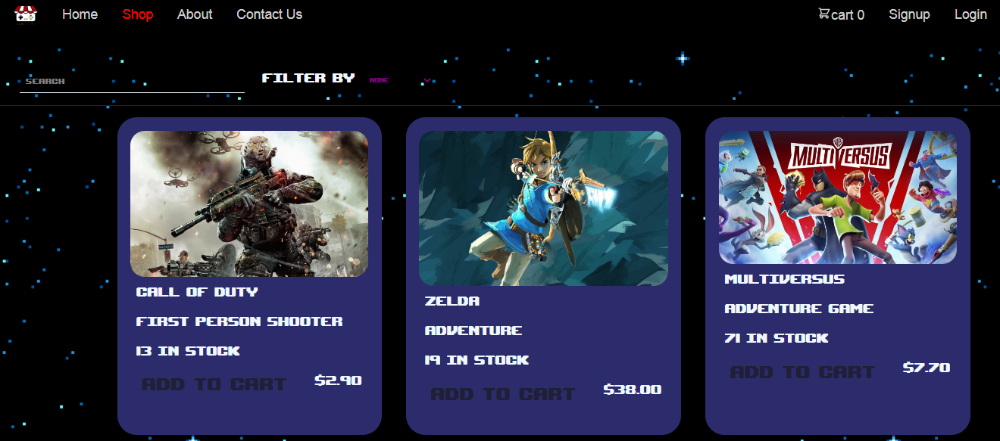 Home Shop About Contact Us cart 0 Signup Login
SEARCH FILTER BY NONE
MULTIVERSUS
CALL OF DUTY
FIRST PERSON SHOOTER
13 IN STOCK
ADD TO CART $2.90
ZELDA
ADVENTURE
19 IN STOCK
ADD TO CART $38.00
MULTIVERSUS
ADVENTURE GAME
71 IN STOCK
ADD TO CART $7.70